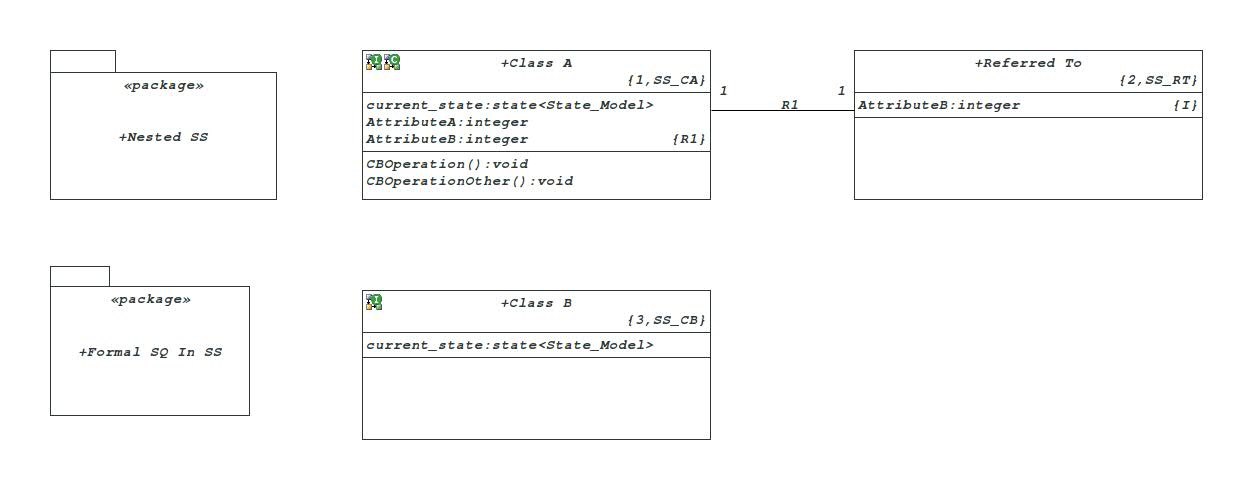 «package»
+Nested SS
+Class A
{1,SS_CA}
current_state:state<State_Model>
AttributeA:integer
AttributeB:integer {R1}
CBOperation():void
CBOperationOther():void
1
R1
1
+Referred To
{2,SS_RT}
AttributeB:integer {I}
«package»
+Formal SQ In SS
+Class B
{3,SS_CB}
current_state:state<State_Model>